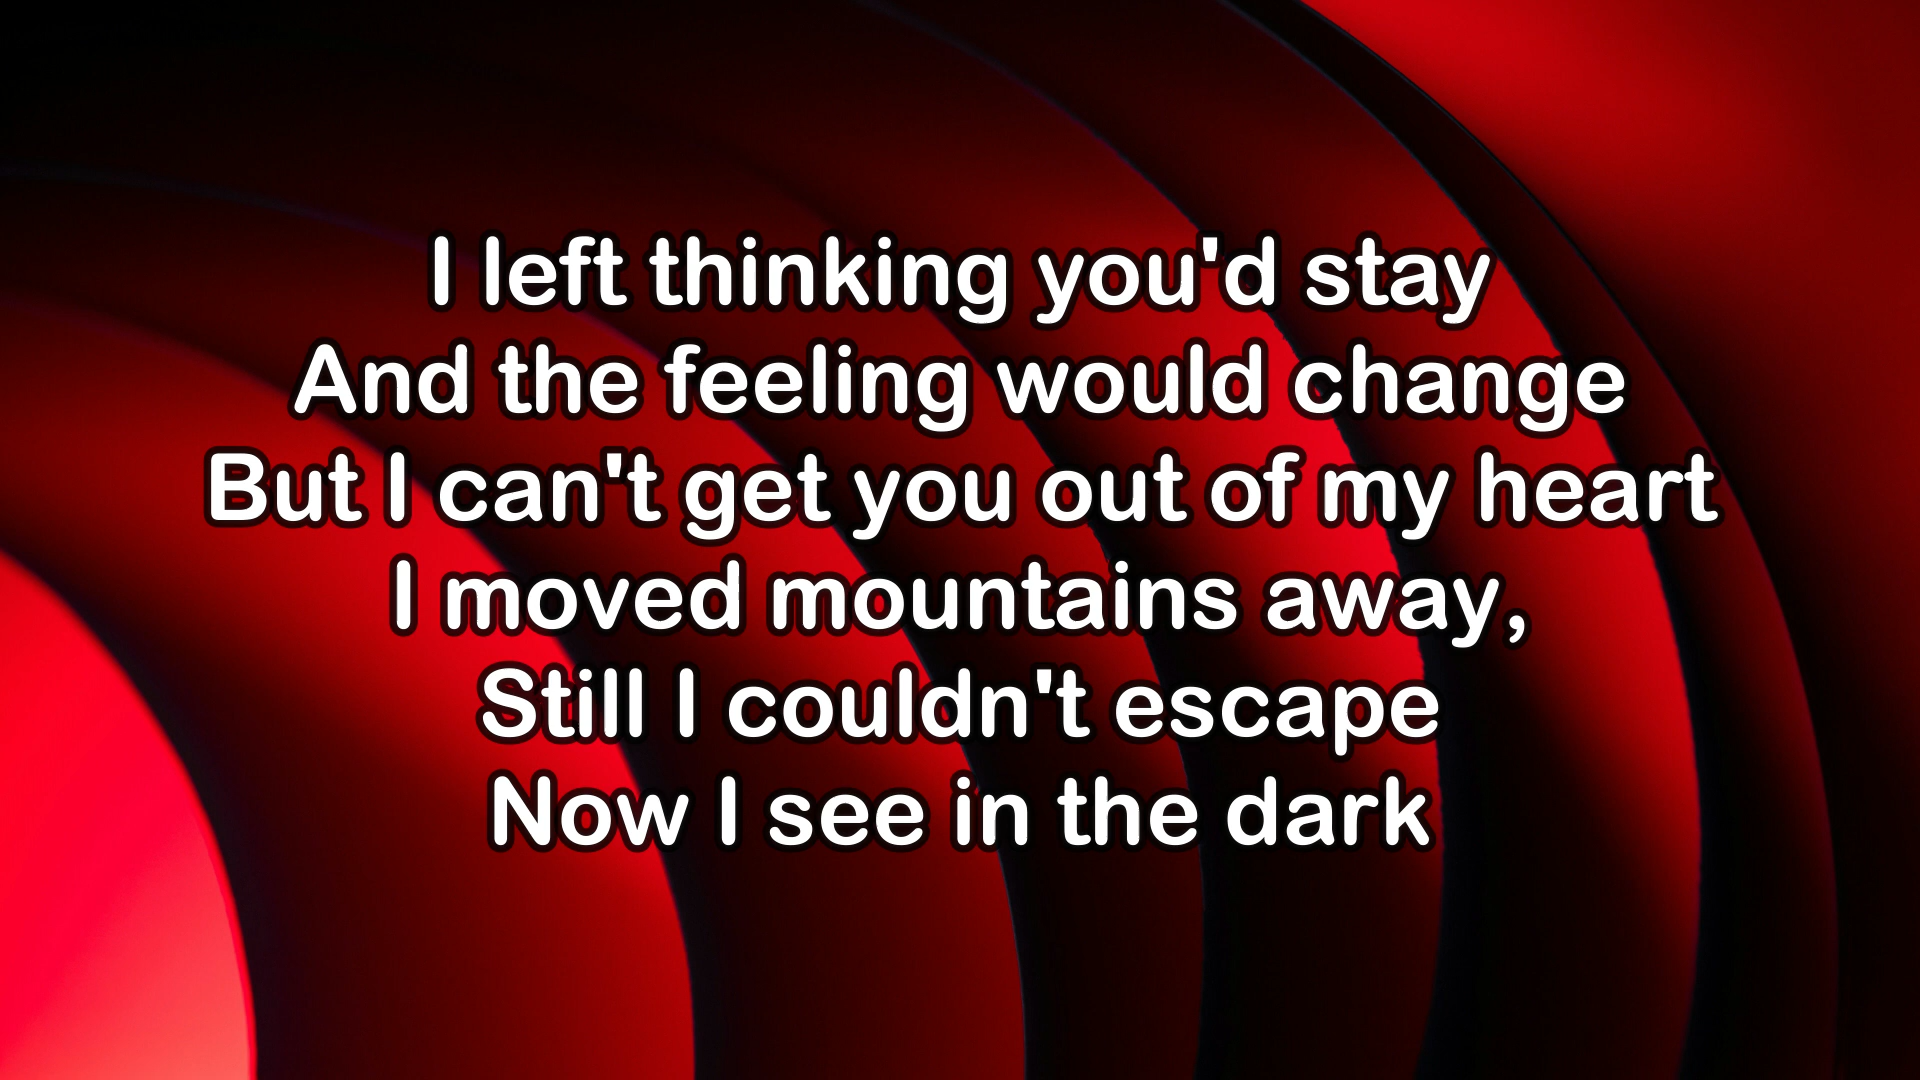 I left thinking you'd stay
And the feeling would change
But I can't get you out of my heart
I moved mountains away,
Still I couldn't escape
Now I see in the dark